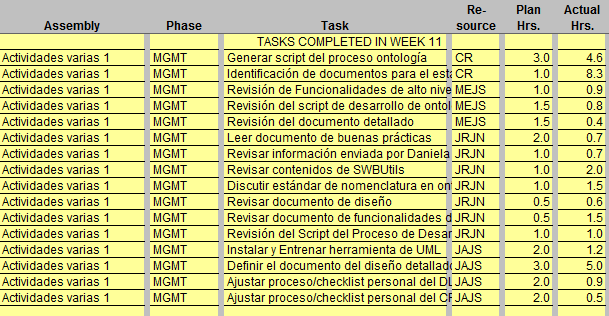 Assembly Phase Task Re-source Plan Hrs. Actual Hrs.
TASKS COMPLETED IN WEEK 11
Actividades varias 1 MGMT Generar script del proceso ontología CR 3.0 4.6
Actividades varias 1 MGMT Identificación de documentos para el esta CR 1.0 8.3
Actividades varias 1 MGMT Revisión de Funcionalidades de alto nive MEJS 1.0 0.9
Actividades varias 1 MGMT Revisión del script de desarrollo de ontol MEJS 1.5 0.8
Actividades varias 1 MGMT Revisión del documento detallado MEJS 1.5 0.4
Actividades varias 1 MGMT Leer documento de buenas prácticas JRJN 2.0 0.7
Actividades varias 1 MGMT Revisar información enviada por Daniela JRJN 1.0 0.7
Actividades varias 1 MGMT Revisar contenidos de SWBUtils JRJN 1.0 2.0
Actividades varias 1 MGMT Discutir estándar de nomenclatura en ont JRJN 1.0 1.5
Actividades varias 1 MGMT Revisar documento de diseño JRJN 0.5 0.6
Actividades varias 1 MGMT Revisar documento de funcionalidades d JRJN 0.5 1.5
Actividades varias 1 MGMT Revisión del Script del Proceso de Desar JRJN 1.0 1.0
Actividades varias 1 MGMT Instalar y Entrenar herramienta de UML JAJS 2.0 1.2
Actividades varias 1 MGMT Definir el documento del diseño detallado JAJS 3.0 5.0
Actividades varias 1 MGMT Ajustar proceso/checklist personal del DL JAJS 2.0 0.9
Actividades varias 1 MGMT Ajustar proceso/checklist personal del CR JAJS 2.0 0.5